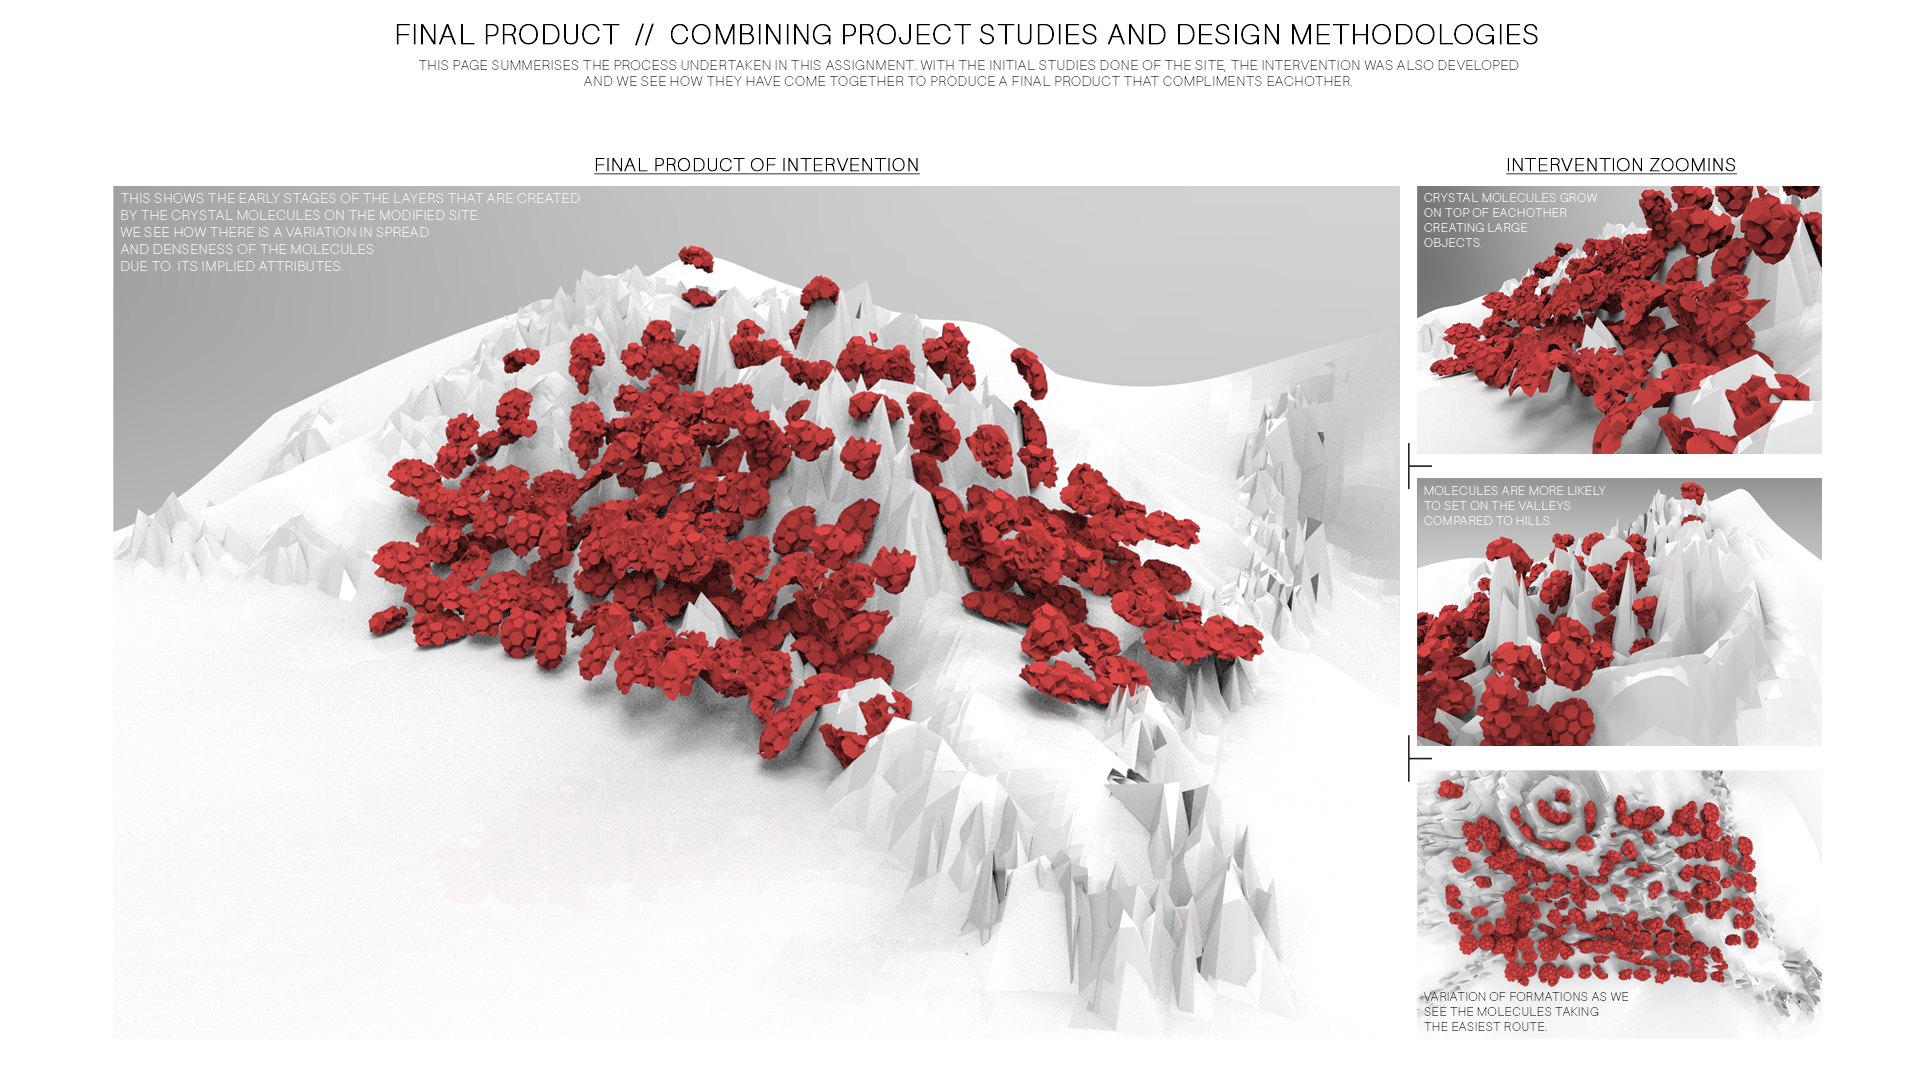 FINAL PRODUCT // COMBINING PROJECT STUDIES AND DESIGN METHODOLOGIES
THIS PAGE SUMMERISES THE PROCESS UNDERTAKEN IN THIS ASSIGNMENT. WITH THE INITIAL STUDIES DONE OF THE SITE, THE INTERVENTION WAS ALSO DEVELOPED
AND WE SEE HOW THEY HAVE COME TOGETHER TO PRODUCE A FINAL PRODUCT THAT COMPLIMENTS EACHOTHER.
FINAL PRODUCT OF INTERVENTION
THIS SHOWS THE EARLY STAGES OF THE LAYERS THAT ARE CREATED
BY THE CRYSTAL MOLECULES ON THE MODIFIED SITE.
WE SEE HOW THERE IS A VARIATION IN SPREAD
AND DENSENESS OF THE MOLECULES
DUE TO ITS IMPLIED ATTRIBUTES.
INTERVENTION ZOOMINS
CRYSTAL MOLECULES GROW
ON TOP OF EACHOTHER
CREATING LARGE
OBJECTS.
MOLECULES ARE MORE LIKELY
TO SET ON THE VALLEYS
COMPARED TO HILLS.
VARIATION OF FORMATIONS AS WE
SEE THE MOLECULES TAKING
THE EASIEST ROUTE.